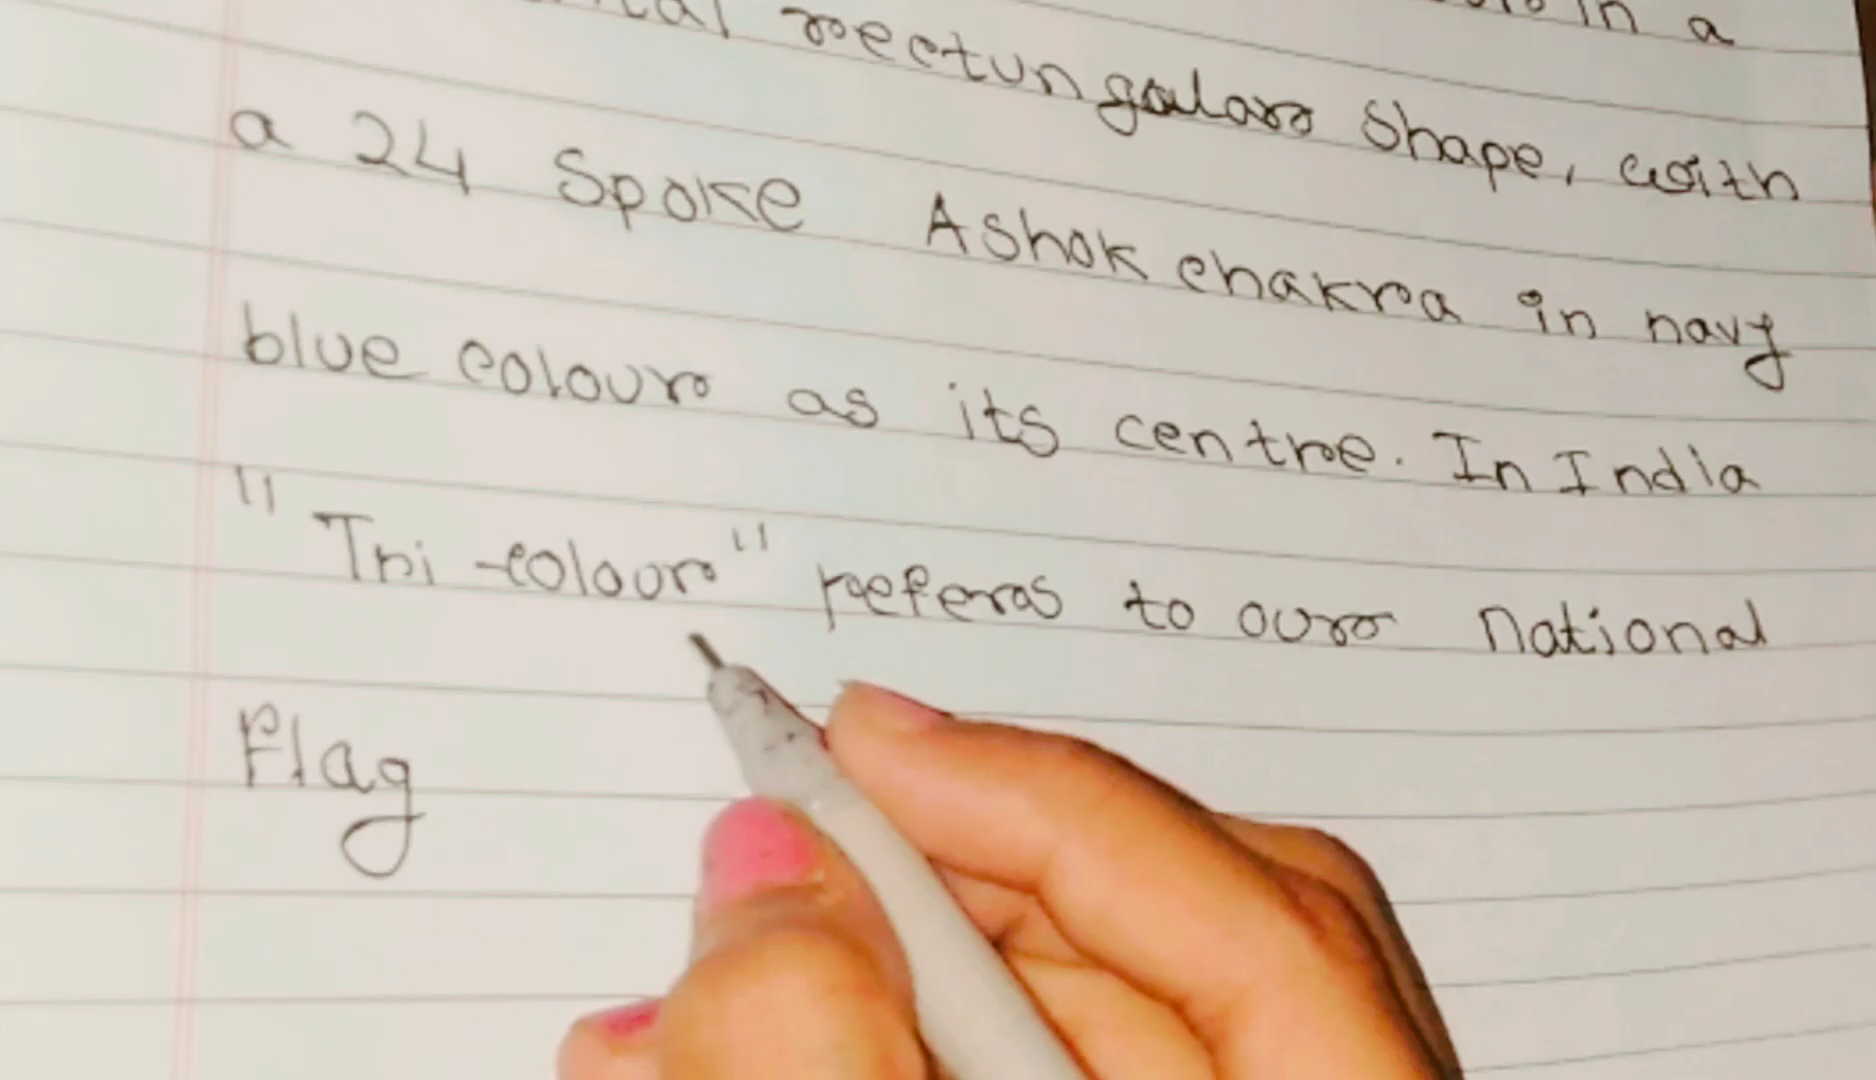 in a
rectungular Shape, with
a 24 Spoke Ashok chakra in navy
blue colour as its centre. In India
"Tri-colour" refers to our national
Flag